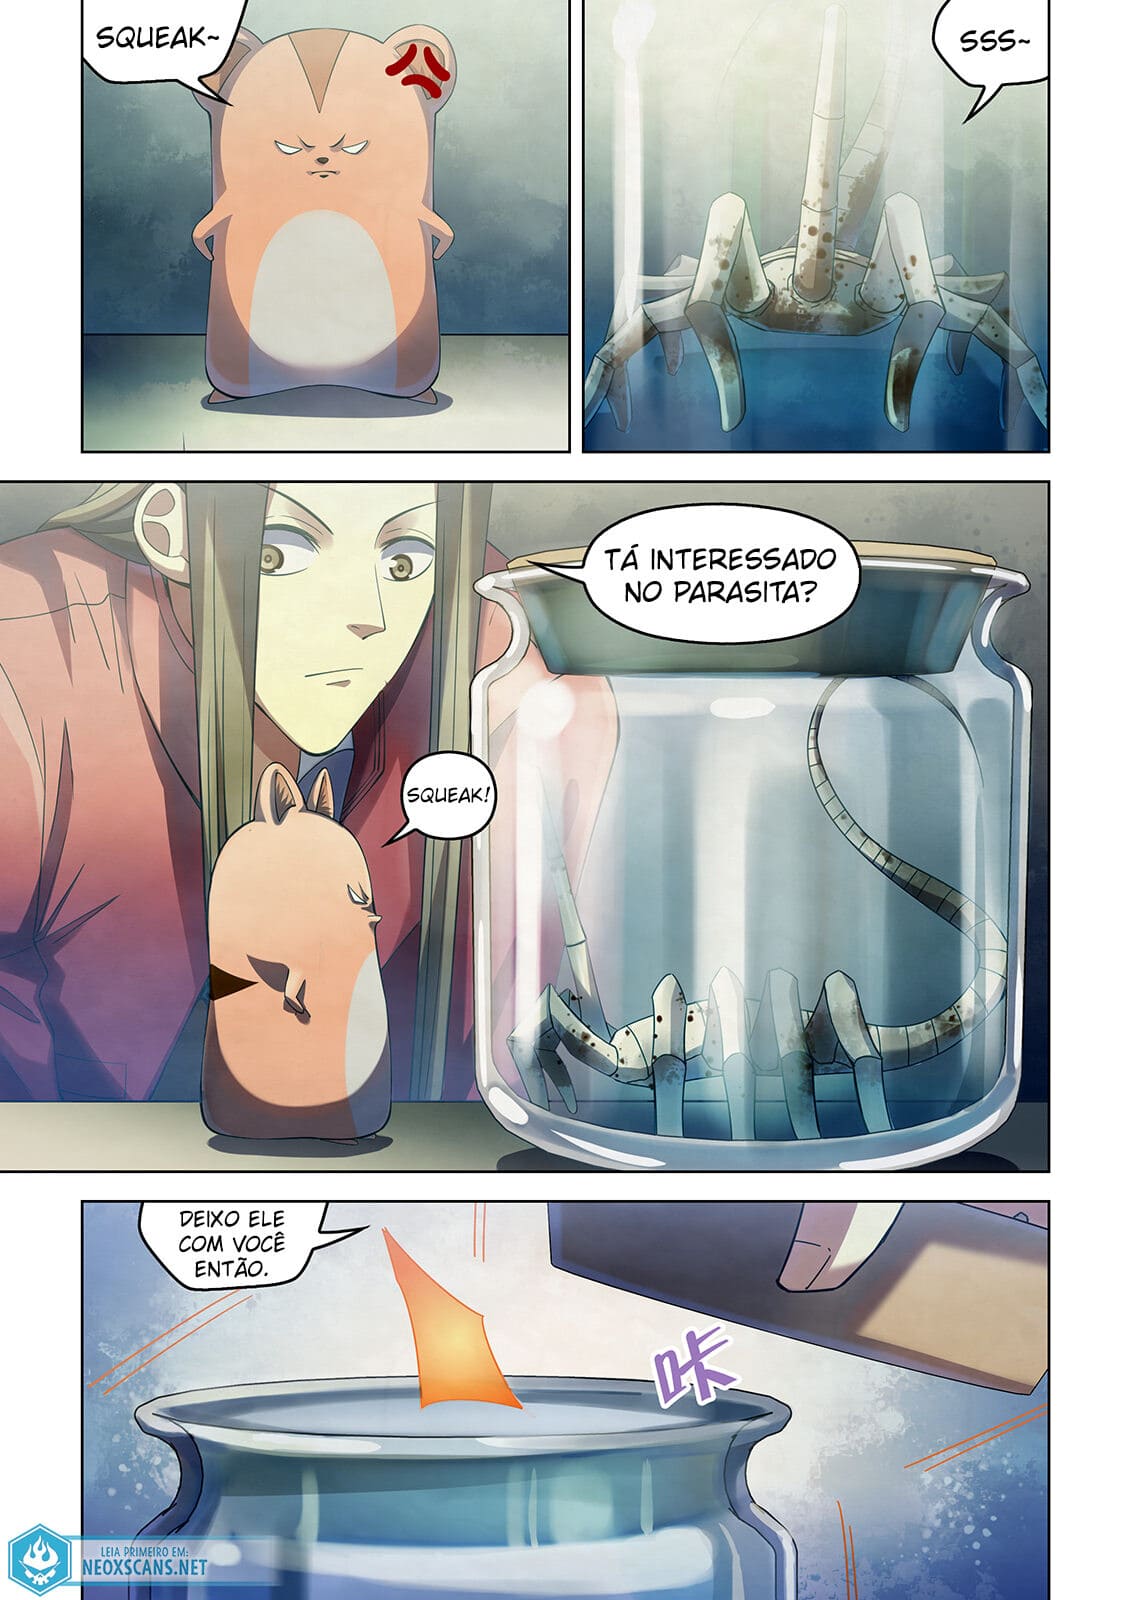 SQUEAK~
SSS~
TÁ INTERESSADO
NO PARASITA?
SQUEAK!
DEIXO ELE
COM VOCÊ
ENTÃO.
咔
LEIA PRIMEIRO EM:
NEOXSCANS.NET